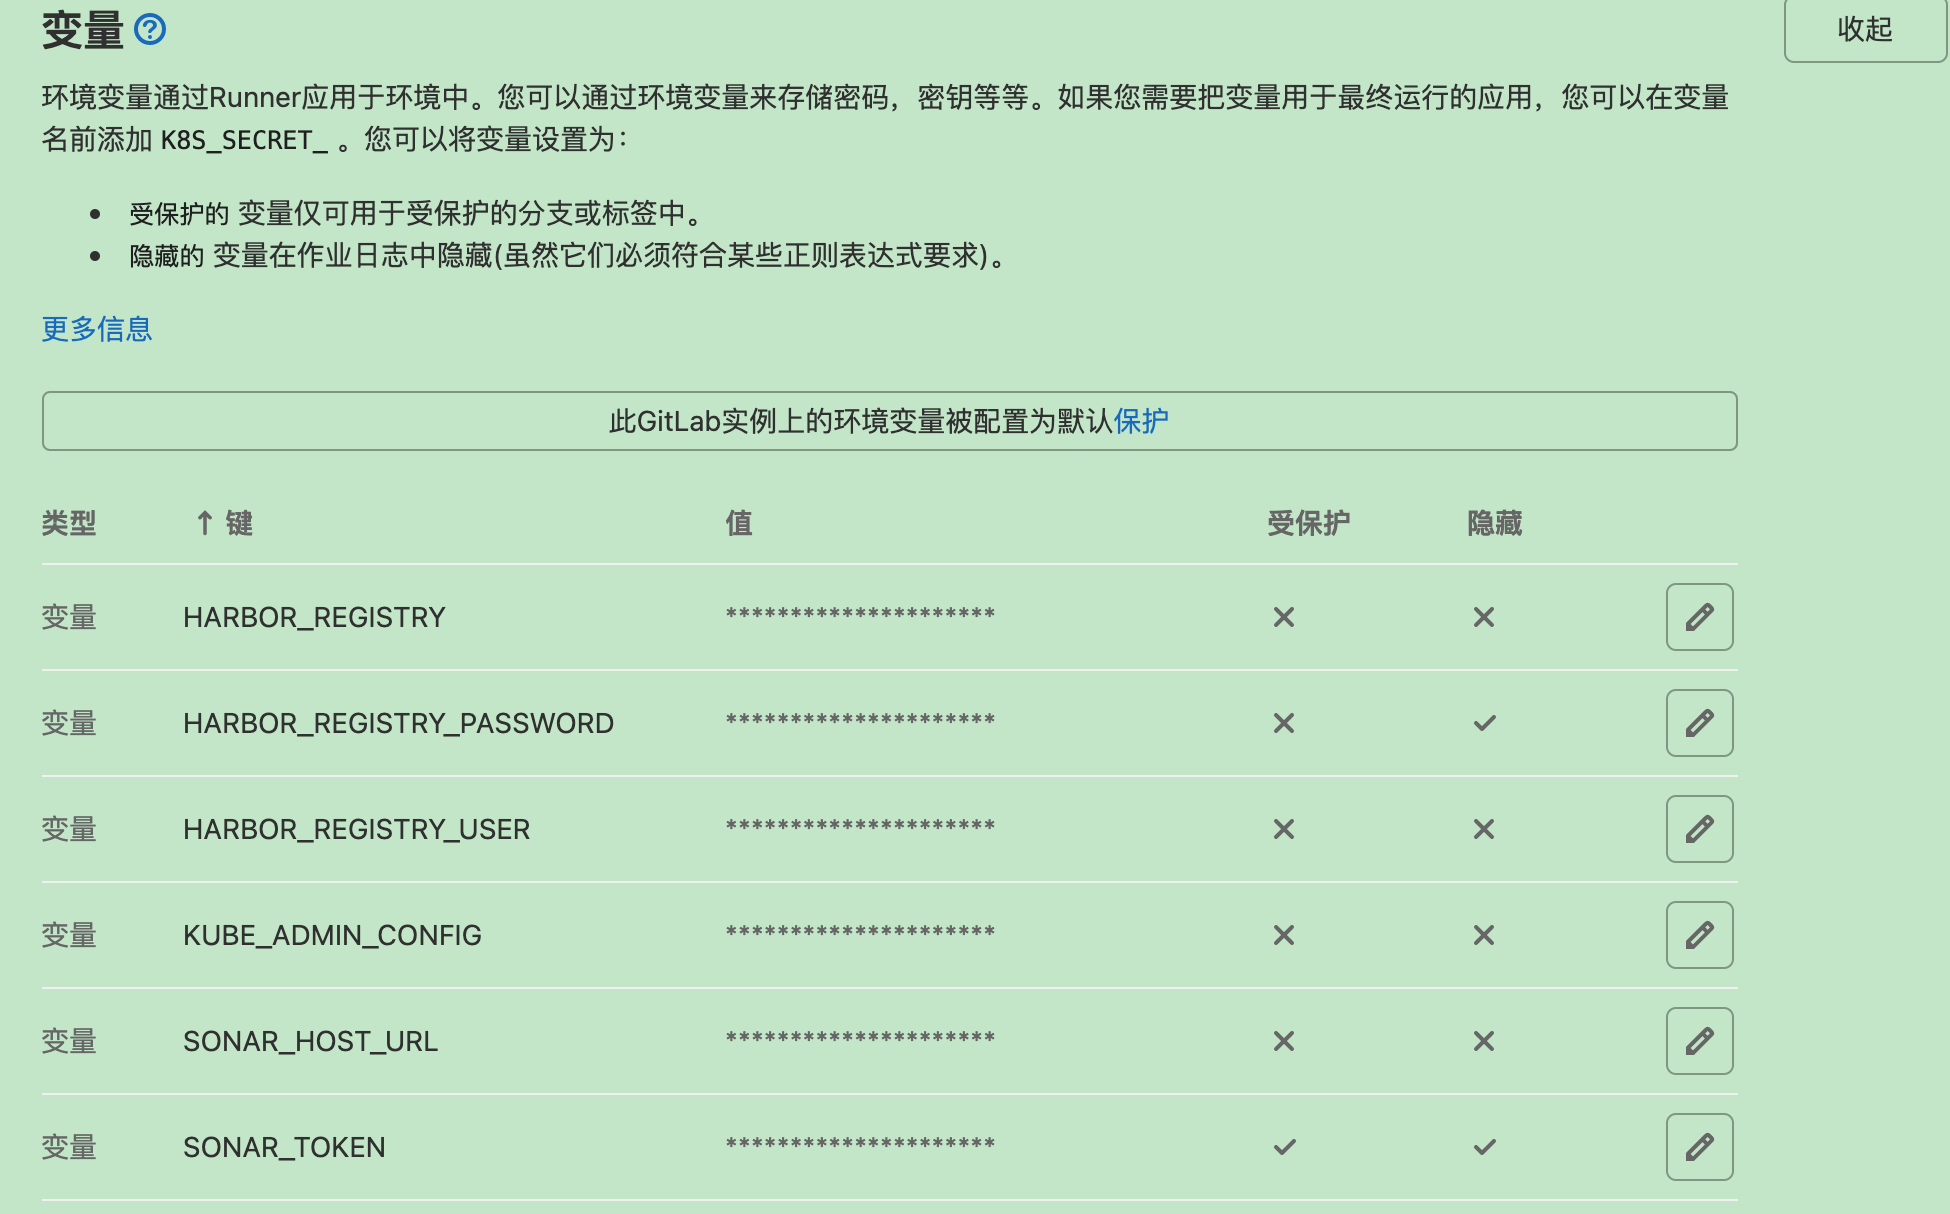 变量
收起
环境变量通过Runner应用于环境中。您可以通过环境变量来存储密码，密钥等等。如果您需要把变量用于最终运行的应用，您可以在变量
名前添加 K8S_SECRET_ 。您可以将变量设置为：
受保护的 变量仅可用于受保护的分支或标签中。
隐藏的 变量在作业日志中隐藏(虽然它们必须符合某些正则表达式要求)。
更多信息
此GitLab实例上的环境变量被配置为默认保护
类型 ↑ 键 值 受保护 隐藏
变量 HARBOR_REGISTRY *********************
变量 HARBOR_REGISTRY_PASSWORD *********************
变量 HARBOR_REGISTRY_USER *********************
变量 KUBE_ADMIN_CONFIG *********************
变量 SONAR_HOST_URL *********************
变量 SONAR_TOKEN *********************